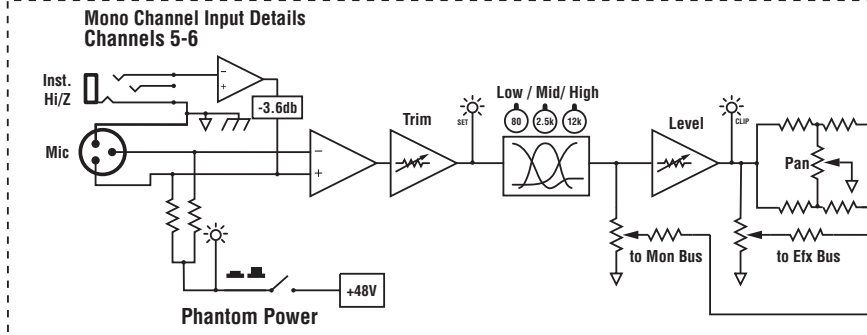 Mono Channel Input Details
Channels 5-6
Inst.
Hi/Z
-
+
-3.6db
Mic
-
+
Trim
SET
Low / Mid/ High
80
2.5k
12k
Level
CLIP
Pan
to Mon Bus
to Efx Bus
+48V
Phantom Power